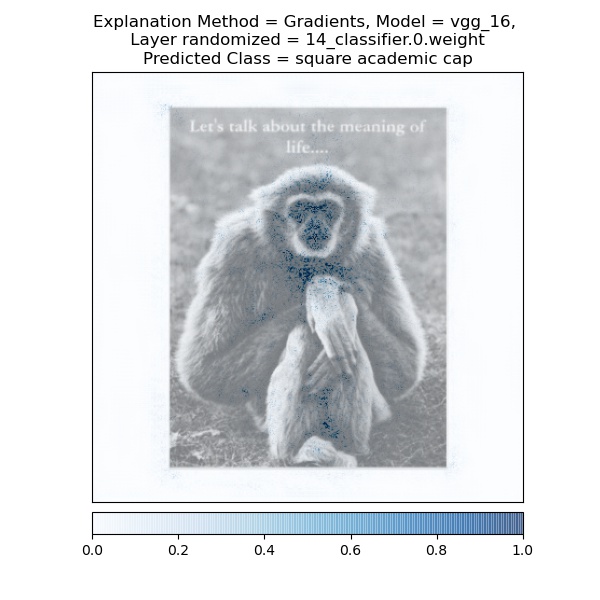 Explanation Method = Gradients, Model = vgg_16,
Layer randomized = 14_classifier.0.weight
Predicted Class = square academic cap
Let's talk about the meaning of
life....
0.0 0.2 0.4 0.6 0.8 1.0